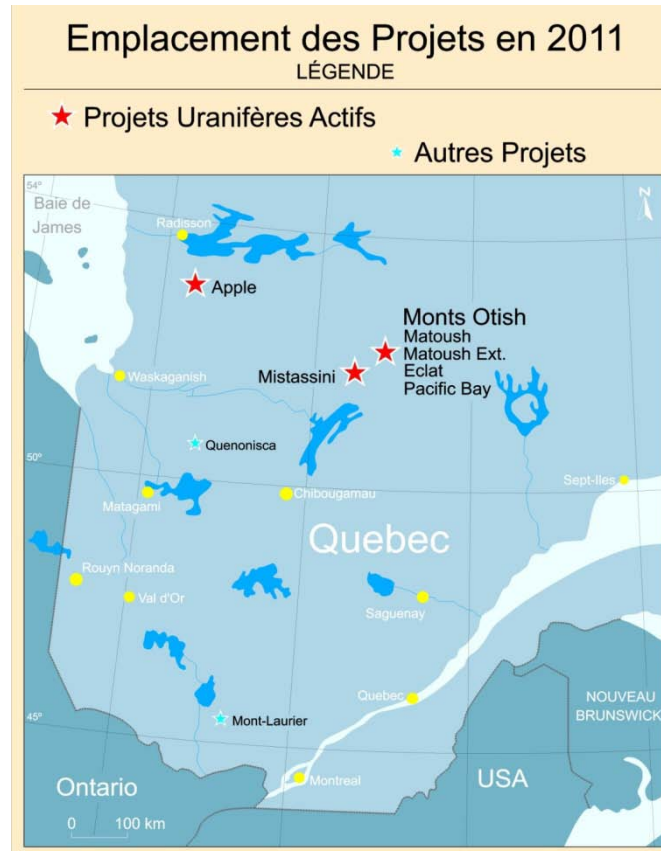 Emplacement des Projets en 2011
LÉGENDE
Projets Uranifères Actifs
Autres Projets
54°
Baie de
James
Radisson
N
Apple
Monts Otish
Matoush
Matoush Ext.
Eclat
Pacific Bay
Mistassini
Waskaganish
Quenonisca
50°
Sept-Iles
Matagami
Chibougamau
Quebec
Rouyn Noranda
Val d'Or
Saguenay
Quebec
NOUVEAU
BRUNSWICK
45°
Mont-Laurier
Montreal
Ontario
USA
0 100 km